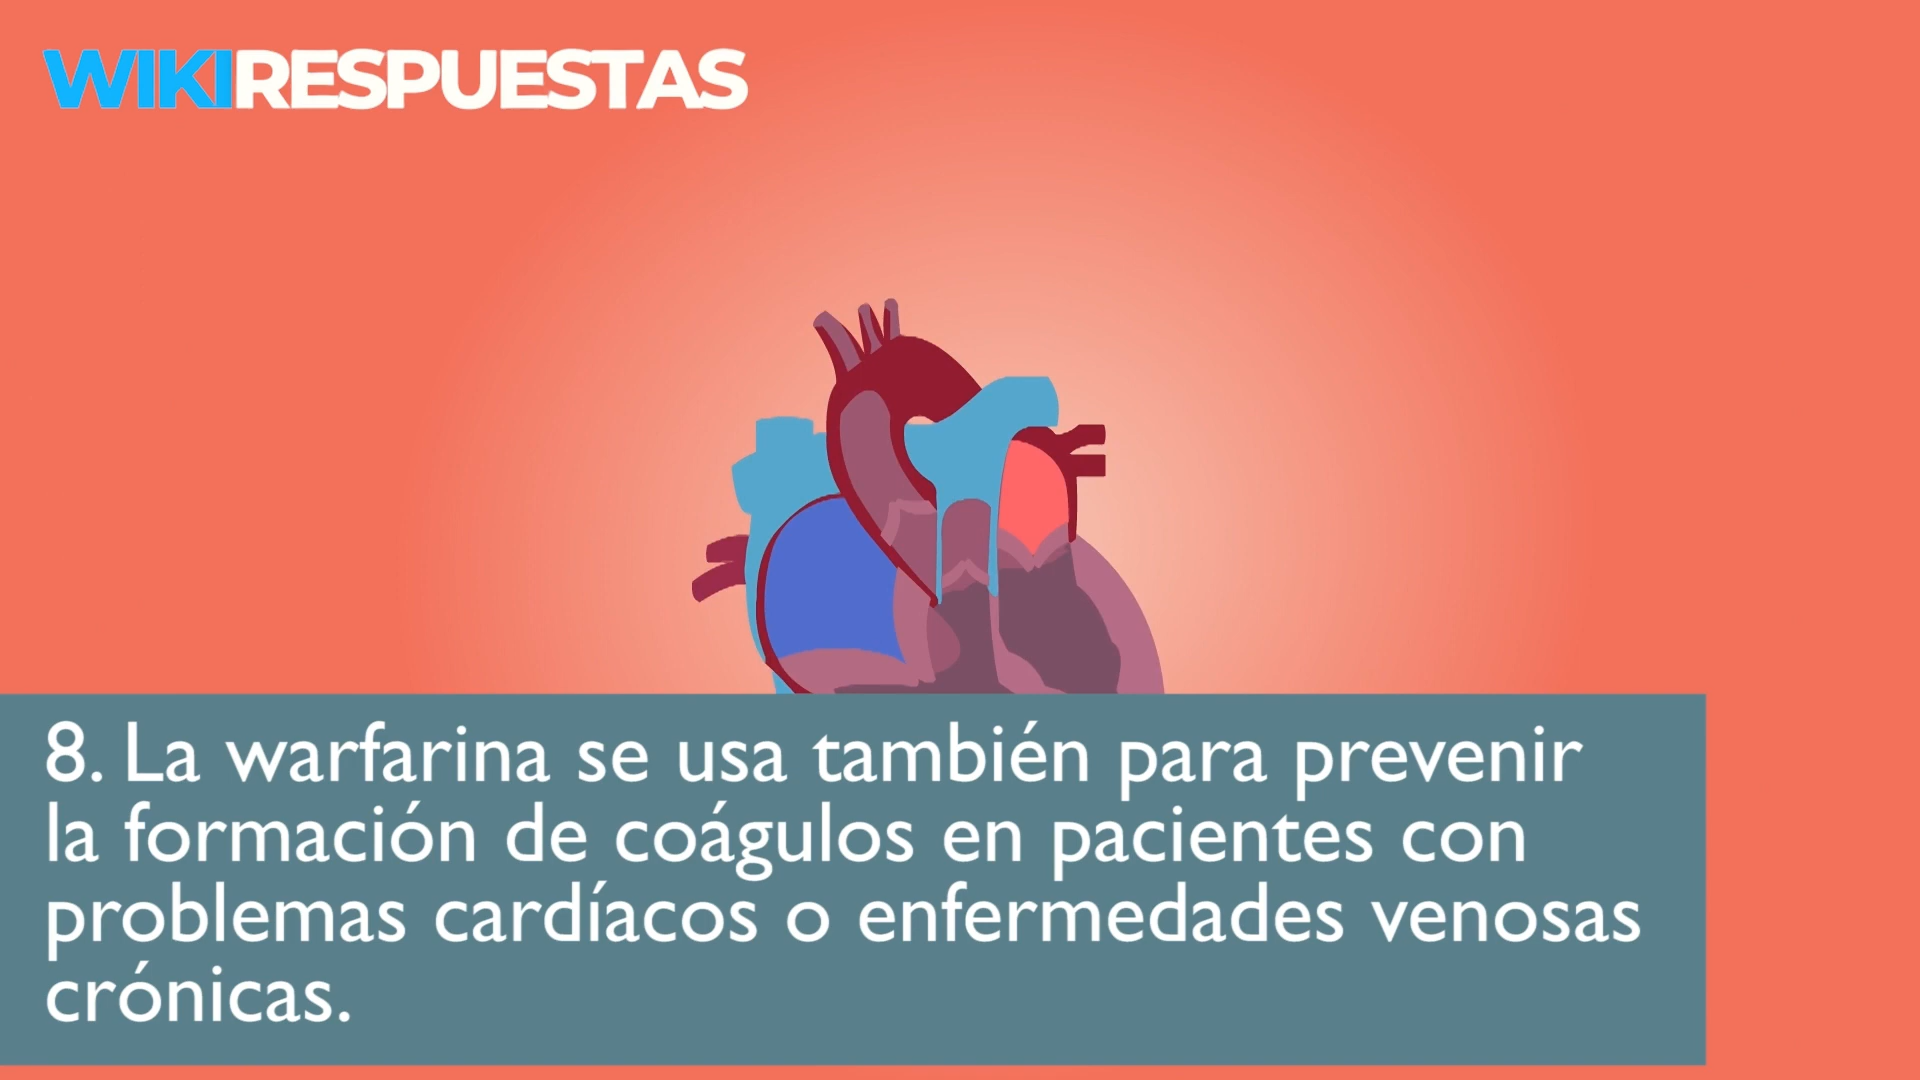 WIKIRESPUESTAS
8. La warfarina se usa también para prevenir
la formación de coágulos en pacientes con
problemas cardíacos o enfermedades venosas
crónicas.